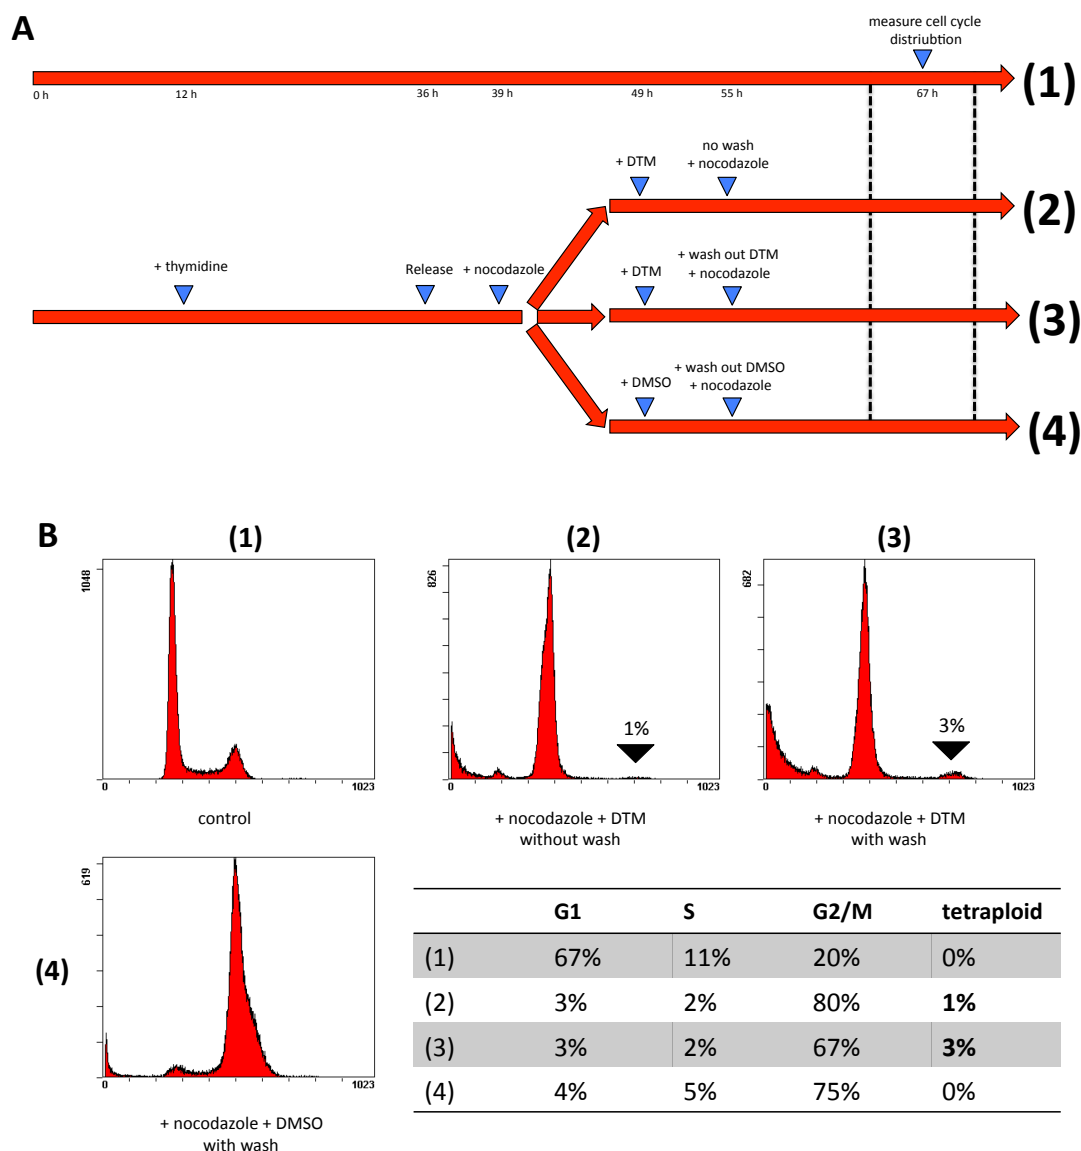 A
measure cell cycle
distriubtion
(1)
0 h
12 h
36 h
39 h
49 h
55 h
67 h
no wash
+ DTM
+ nocodazole
(2)
+ thymidine
Release
+ nocodazole
+ wash out DTM
+ DTM
+ nocodazole
(3)
+ wash out DMSO
+ DMSO
+ nocodazole
(4)
B
(1)
1048
0
1023
control
(2)
826
1%
0
1023
+ nocodazole + DTM
without wash
(3)
682
3%
0
1023
+ nocodazole + DTM
with wash
(4)
619
0
1023
+ nocodazole + DMSO
with wash
G1 S G2/M tetraploid
(1) 67% 11% 20% 0%
(2) 3% 2% 80% 1%
(3) 3% 2% 67% 3%
(4) 4% 5% 75% 0%